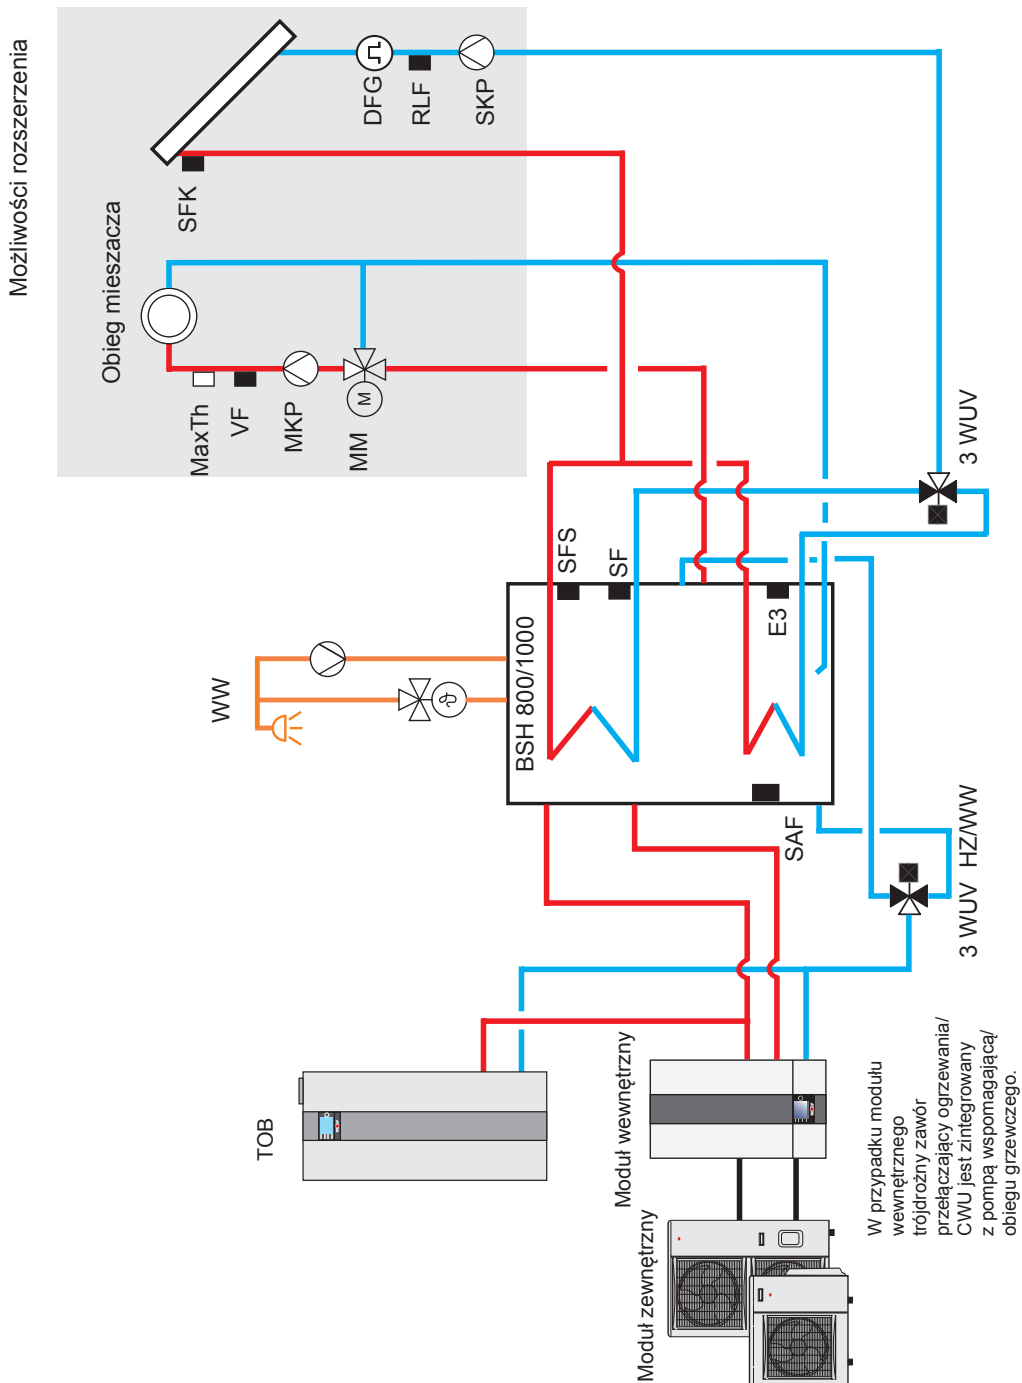 Możliwości rozszerzenia
Obieg mieszacza
SFK
DFG
RLF
SKP
MaxTh
VF
MKP
MM
M
3 WUV
WW
SFS
SF
E3
BSH 800/1000
SAF
3 WUV HZ/WW
TOB
Moduł wewnętrzny
Moduł zewnętrzny
W przypadku modułu
wewnętrznego
trójdrożny zawór
przełączający ogrzewania/
CWU jest zintegrowany
z pompą wspomagającą/
obiegu grzewczego.